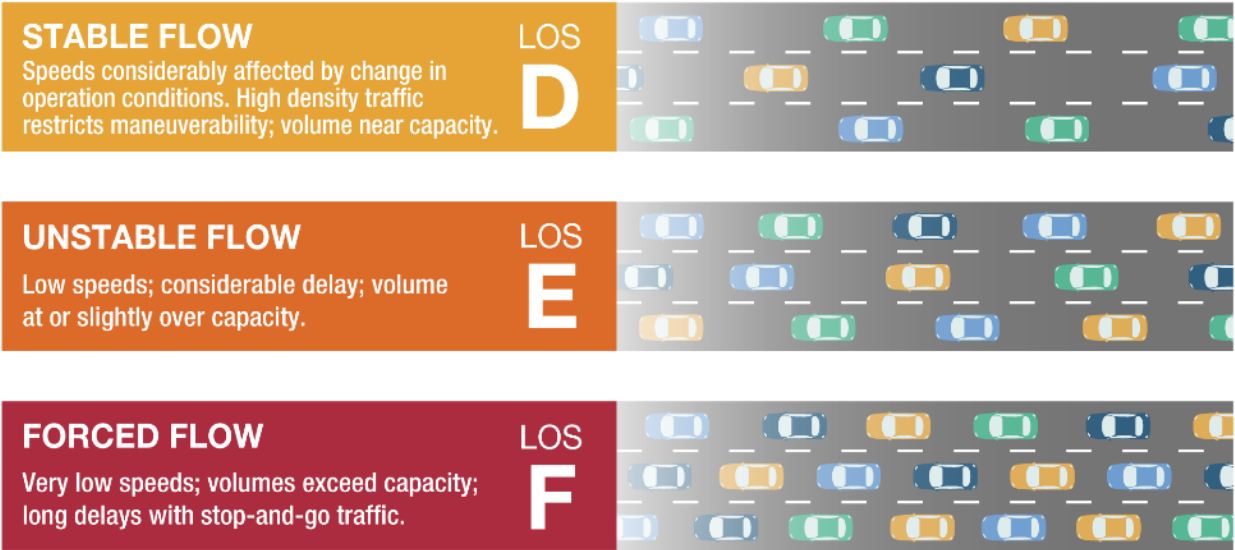 STABLE FLOW
LOS
Speeds considerably affected by change in
operation conditions. High density traffic
restricts maneuverability; volume near capacity.
D
UNSTABLE FLOW
LOS
Low speeds; considerable delay; volume
at or slightly over capacity.
E
FORCED FLOW
LOS
Very low speeds; volumes exceed capacity;
long delays with stop-and-go traffic.
F